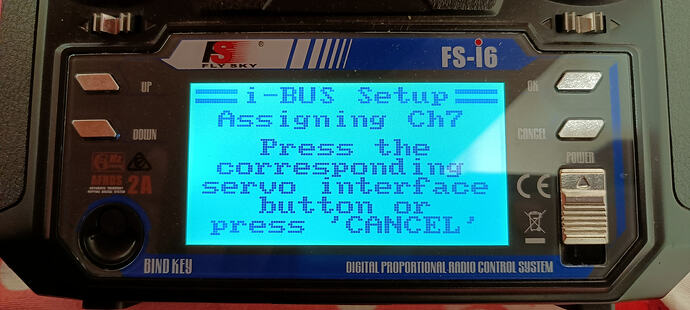 FS ®
FLY SKY
FS-i6
UP
OK
DOWN
CANCEL
i-BUS Setup
Assigning Ch7
Press the
corresponding
servo interface
button or
press 'CANCEL'
AFHDS
2A
POWER
CE
BIND KEY
DIGITAL PROPORTIONAL RADIO CONTROL SYSTEM